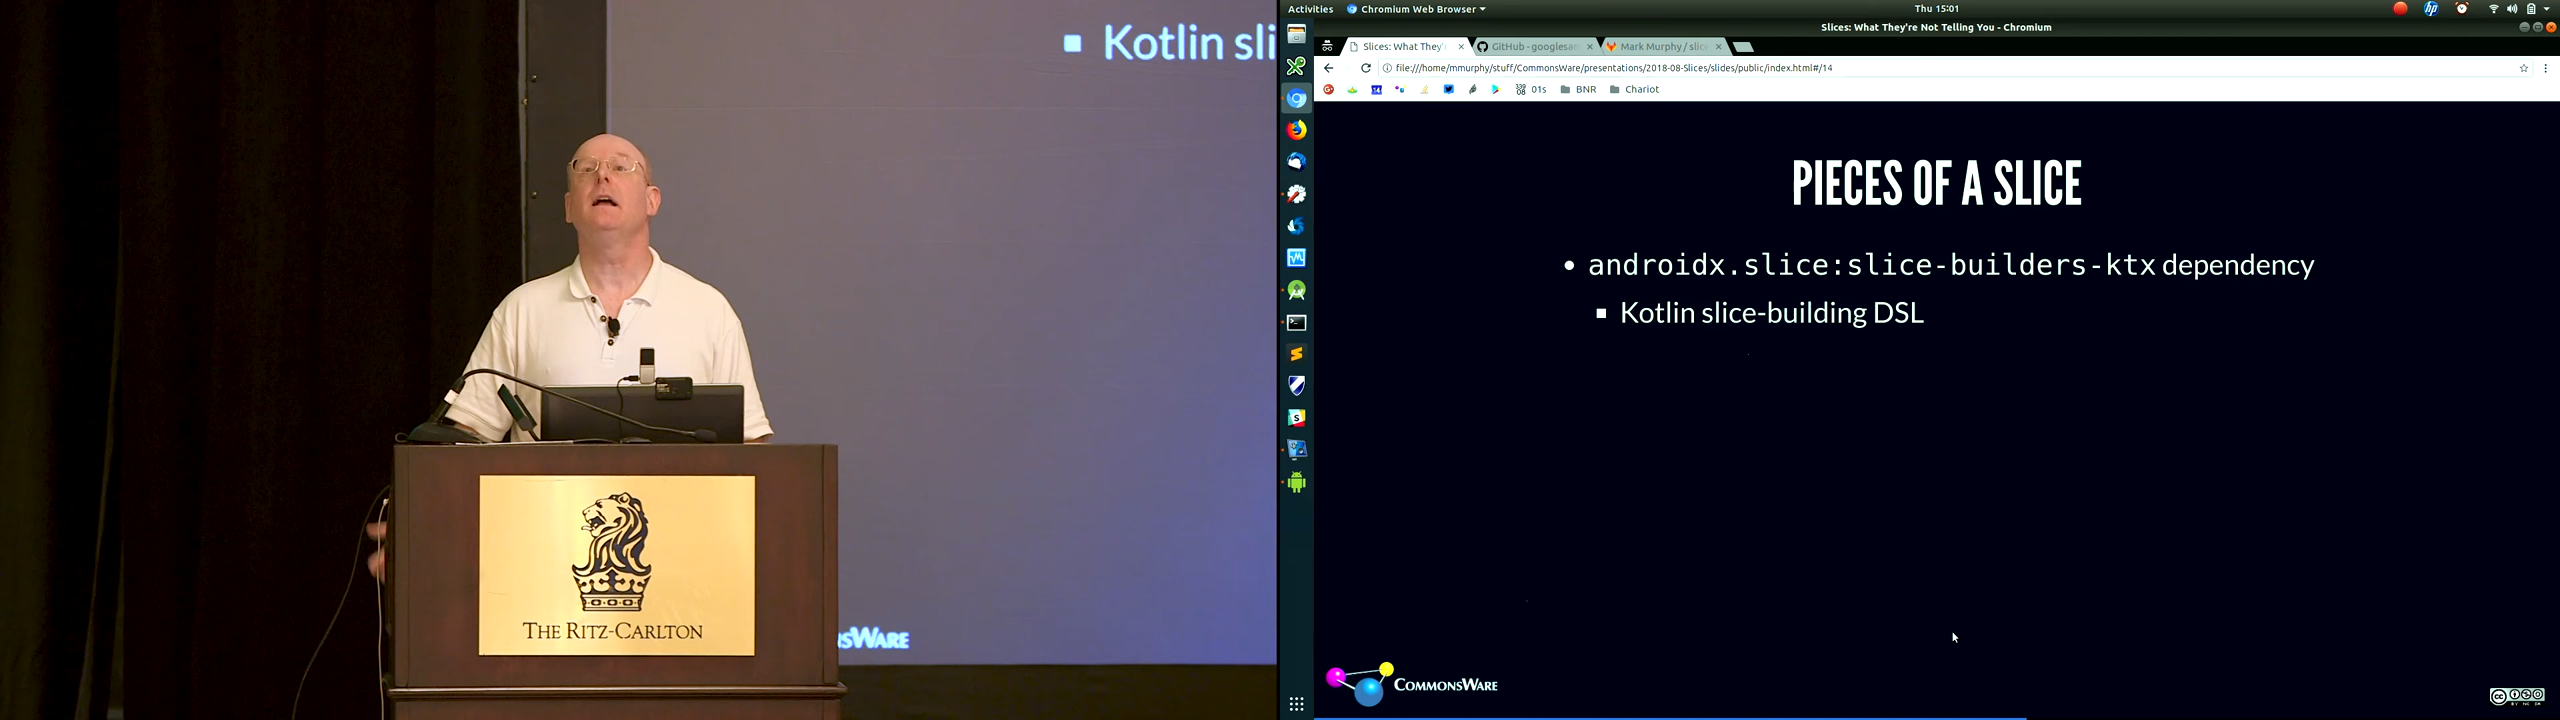 Kotlin sli
THE RITZ-CARLTON
NSWARE
Activities
Chromium Web Browser
Thu 15:01
Slices: What They're Not Telling You - Chromium
Slices: What They'
GitHub - googlesam
Mark Murphy / slice
file:///home/mmurphy/stuff/CommonsWare/presentations/2018-08-Slices/slides/public/index.html#/14
01s
BNR
Chariot
PIECES OF A SLICE
• androidx.slice:slice-builders-ktx dependency
▪ Kotlin slice-building DSL
COMMONSWARE